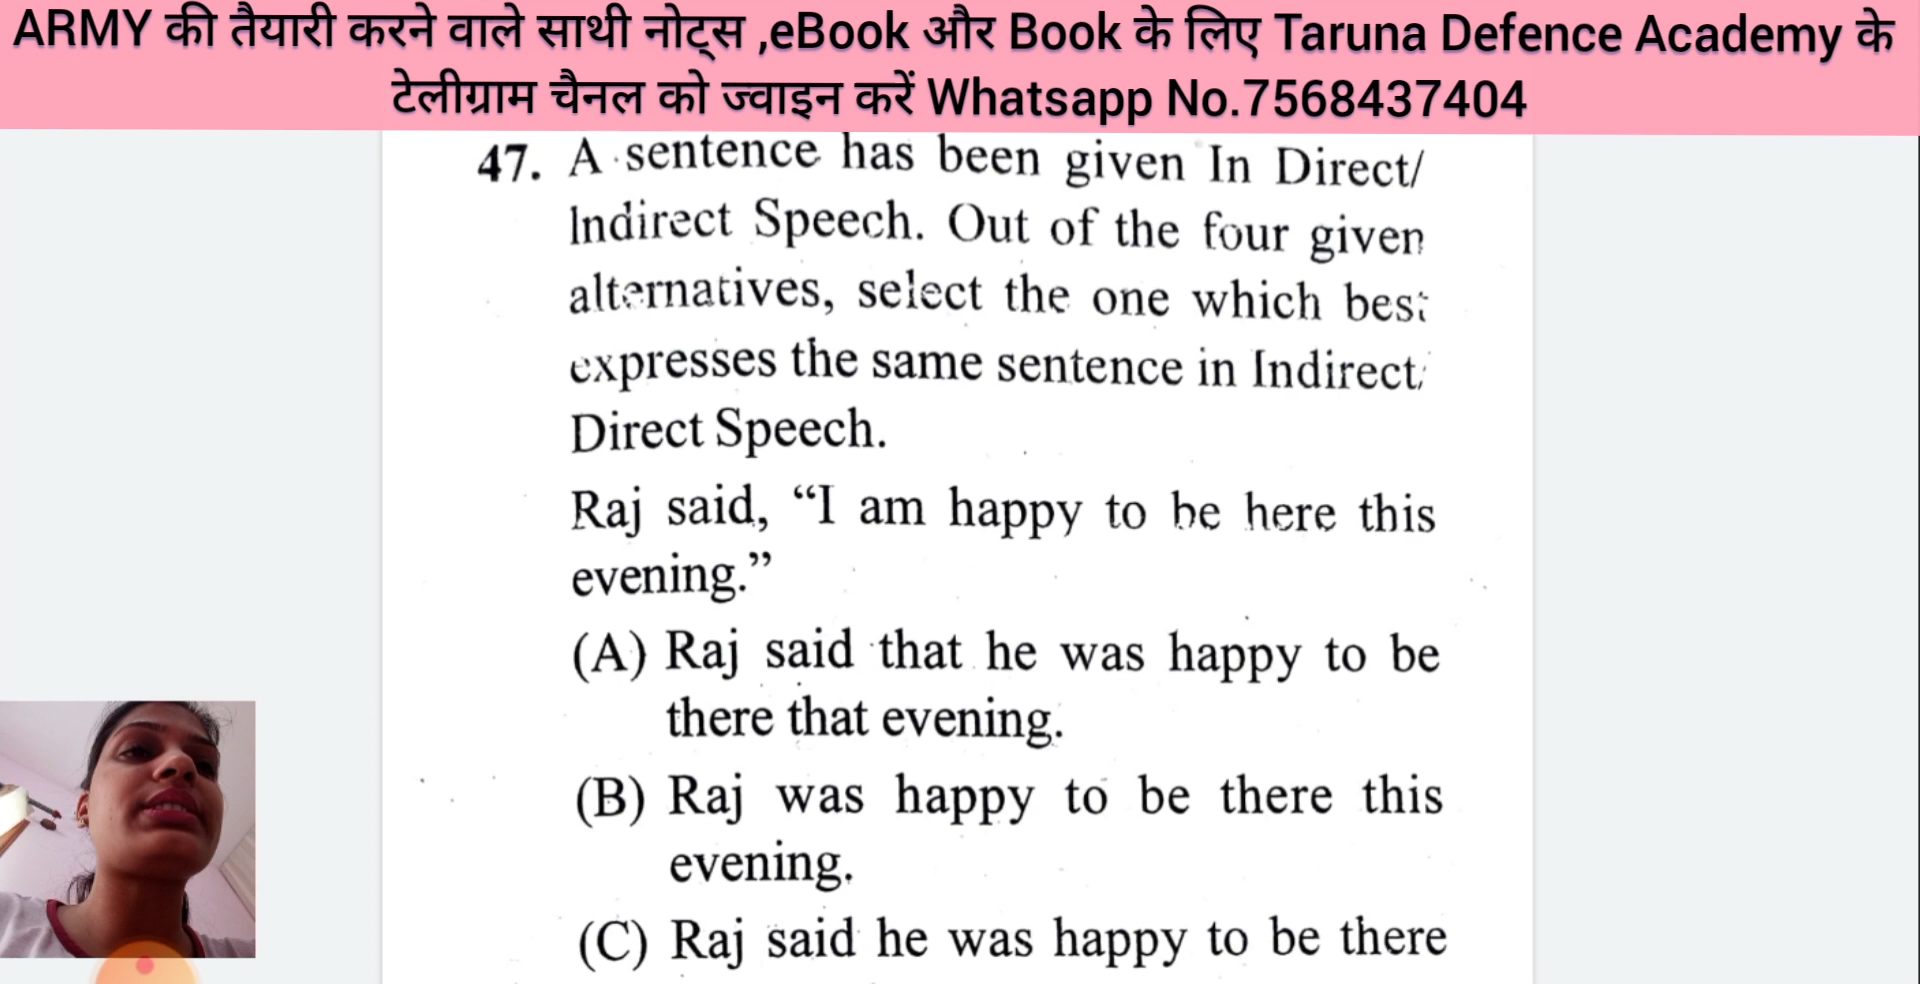 ARMY की तैयारी करने वाले साथी नोट्स ,eBook और Book के लिए Taruna Defence Academy के
टेलीग्राम चैनल को ज्वाइन करें Whatsapp No.7568437404
47. A sentence has been given In Direct/
Indirect Speech. Out of the four given
alternatives, select the one which best
expresses the same sentence in Indirect/
Direct Speech.
Raj said, “I am happy to be here this
evening.”
(A) Raj said that he was happy to be
there that evening.
(B) Raj was happy to be there this
evening.
(C) Raj said he was happy to be there